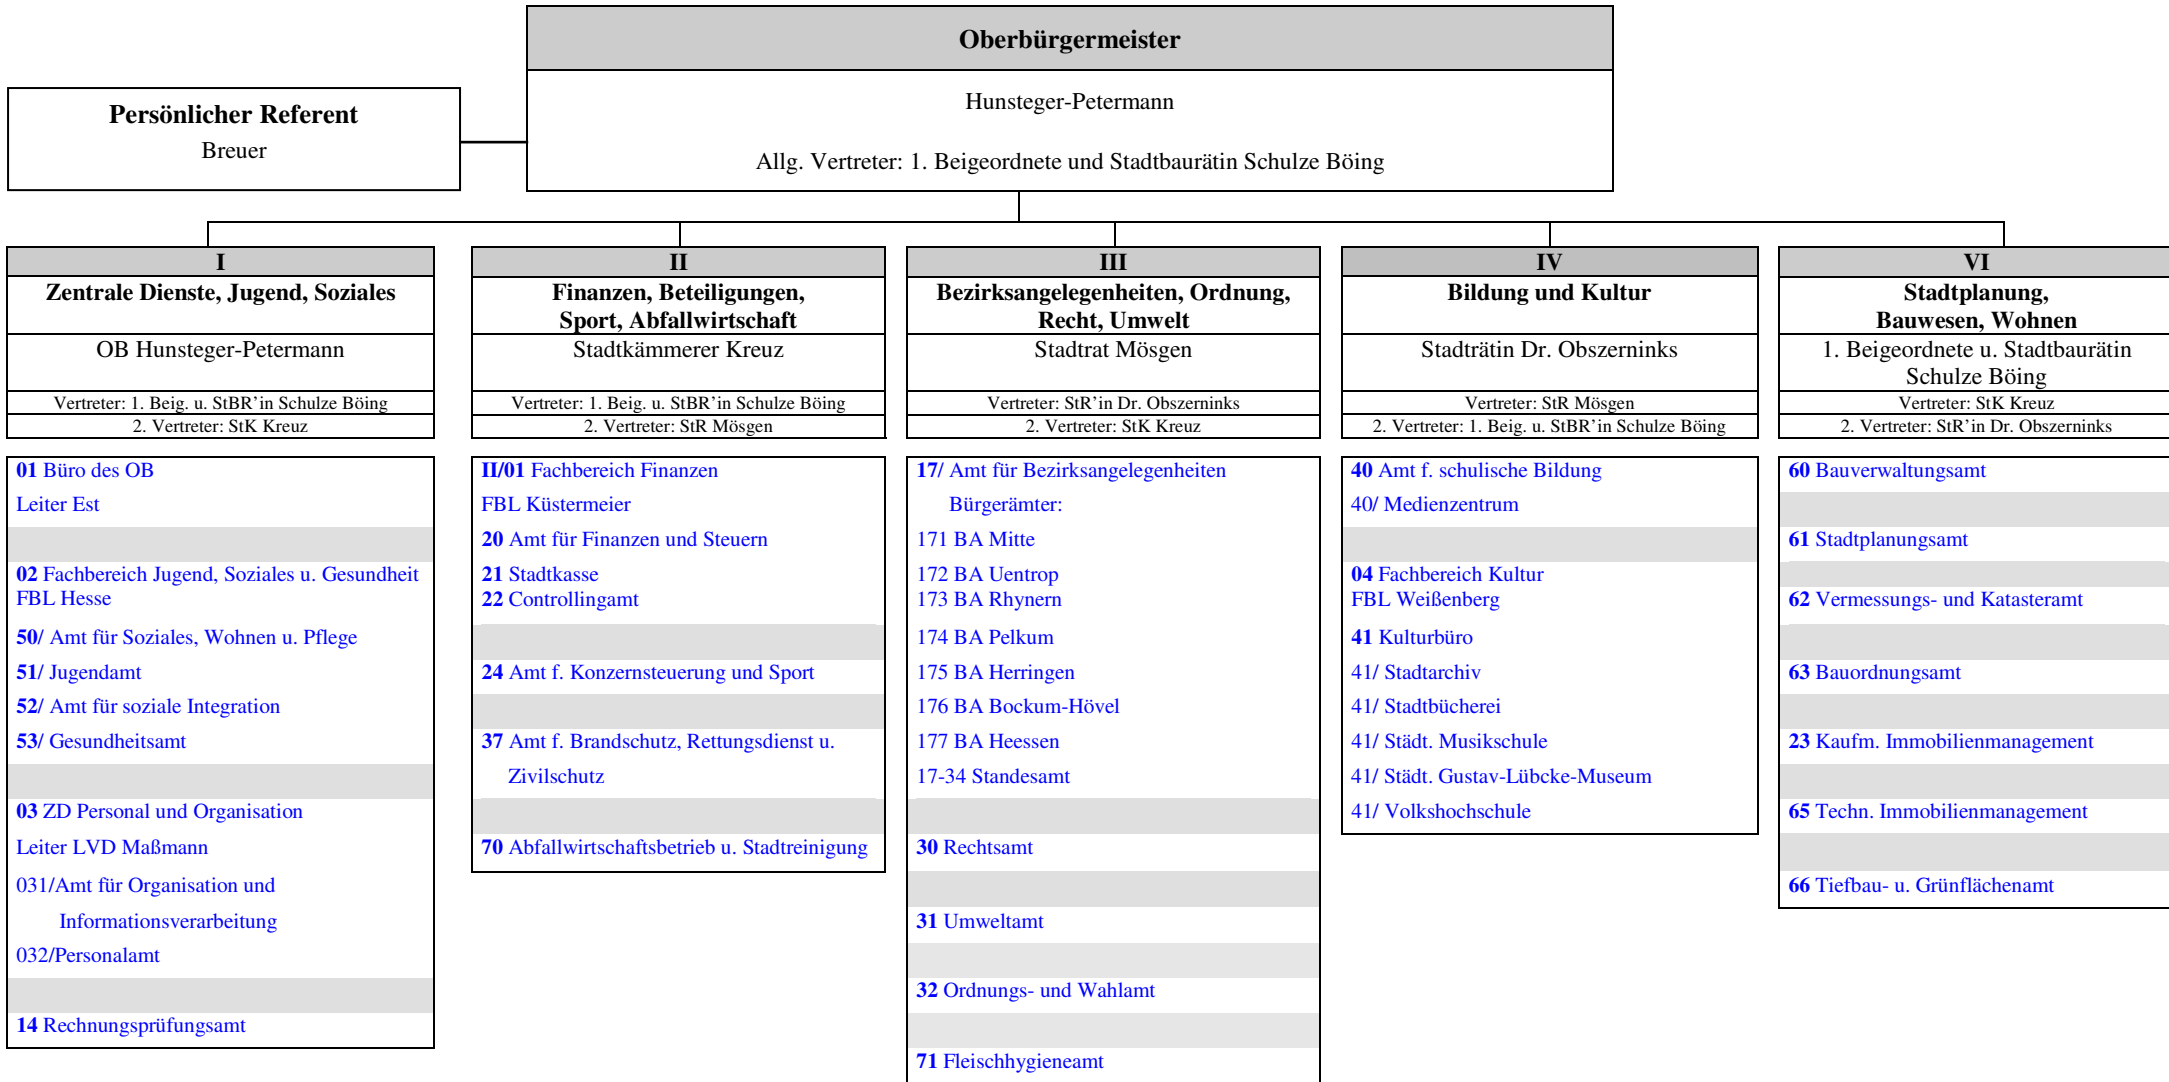 Oberbürgermeister
Hunsteger-Petermann
Allg. Vertreter: 1. Beigeordnete und Stadtbaurätin Schulze Böing
Persönlicher Referent
Breuer
I
Zentrale Dienste, Jugend, Soziales
OB Hunsteger-Petermann
Vertreter: 1. Beig. u. StBR’in Schulze Böing
2. Vertreter: StK Kreuz
01 Büro des OB
Leiter Est
02 Fachbereich Jugend, Soziales u. Gesundheit
FBL Hesse
50/ Amt für Soziales, Wohnen u. Pflege
51/ Jugendamt
52/ Amt für soziale Integration
53/ Gesundheitsamt
03 ZD Personal und Organisation
Leiter LVD Maßmann
031/Amt für Organisation und
Informationsverarbeitung
032/Personalamt
14 Rechnungsprüfungsamt
II
Finanzen, Beteiligungen,
Sport, Abfallwirtschaft
Stadtkämmerer Kreuz
Vertreter: 1. Beig. u. StBR’in Schulze Böing
2. Vertreter: StR Mösgen
II/01 Fachbereich Finanzen
FBL Küstermeier
20 Amt für Finanzen und Steuern
21 Stadtkasse
22 Controllingamt
24 Amt f. Konzernsteuerung und Sport
37 Amt f. Brandschutz, Rettungsdienst u.
Zivilschutz
70 Abfallwirtschaftsbetrieb u. Stadtreinigung
III
Bezirksangelegenheiten, Ordnung,
Recht, Umwelt
Stadtrat Mösgen
Vertreter: StR’in Dr. Obszerninks
2. Vertreter: StK Kreuz
17/ Amt für Bezirksangelegenheiten
Bürgerämter:
171 BA Mitte
172 BA Uentrop
173 BA Rhynern
174 BA Pelkum
175 BA Herringen
176 BA Bockum-Hövel
177 BA Heessen
17-34 Standesamt
30 Rechtsamt
31 Umweltamt
32 Ordnungs- und Wahlamt
71 Fleischhygieneamt
IV
Bildung und Kultur
Stadträtin Dr. Obszerninks
Vertreter: StR Mösgen
2. Vertreter: 1. Beig. u. StBR’in Schulze Böing
40 Amt f. schulische Bildung
40/ Medienzentrum
04 Fachbereich Kultur
FBL Weißenberg
41 Kulturbüro
41/ Stadtarchiv
41/ Stadtbücherei
41/ Städt. Musikschule
41/ Städt. Gustav-Lübcke-Museum
41/ Volkshochschule
VI
Stadtplanung,
Bauwesen, Wohnen
1. Beigeordnete u. Stadtbaurätin
Schulze Böing
Vertreter: StK Kreuz
2. Vertreter: StR’in Dr. Obszerninks
60 Bauverwaltungsamt
61 Stadtplanungsamt
62 Vermessungs- und Katasteramt
63 Bauordnungsamt
23 Kaufm. Immobilienmanagement
65 Techn. Immobilienmanagement
66 Tiefbau- u. Grünflächenamt